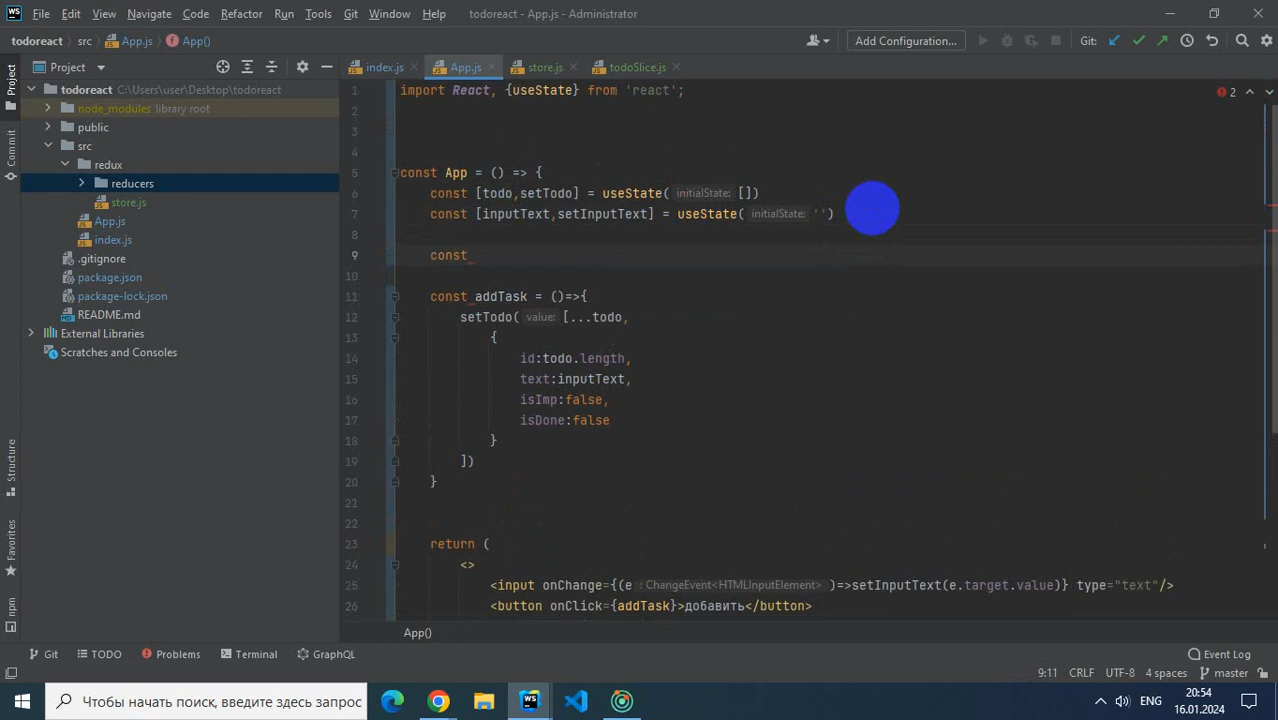 WS File Edit View Navigate Code Refactor Run Tools Git Window Help todoreact - App.js - Administrator
todoreact src App.js App() Add Configuration... Git:
Project index.js App.js store.js todoSlice.js
todoreact C:\Users\user\Desktop\todoreact
node_modules library root
public
src
redux
reducers
store.js
App.js
index.js
.gitignore
package.json
package-lock.json
README.md
External Libraries
Scratches and Consoles
Project
Commit
Structure
Favorites
npm
1 import React, {useState} from 'react';
2
3
4
5 const App = () => {
6 const [todo,setTodo] = useState( initialState: [])
7 const [inputText,setInputText] = useState( initialState: '')
8
9 const
10
11 const addTask = ()=>{
12 setTodo( value: [...todo,
13 {
14 id:todo.length,
15 text:inputText,
16 isImp:false,
17 isDone:false
18 }
19 ])
20 }
21
22
23 return (
24 <>
25 <input onChange={(e : ChangeEvent<HTMLInputElement> )=>setInputText(e.target.value)} type="text"/>
26 <button onClick={addTask}>добавить</button>
2
App()
Git TODO Problems Terminal GraphQL Event Log
9:11 CRLF UTF-8 4 spaces master
Чтобы начать поиск, введите здесь запрос WS ENG 20:54
16.01.2024